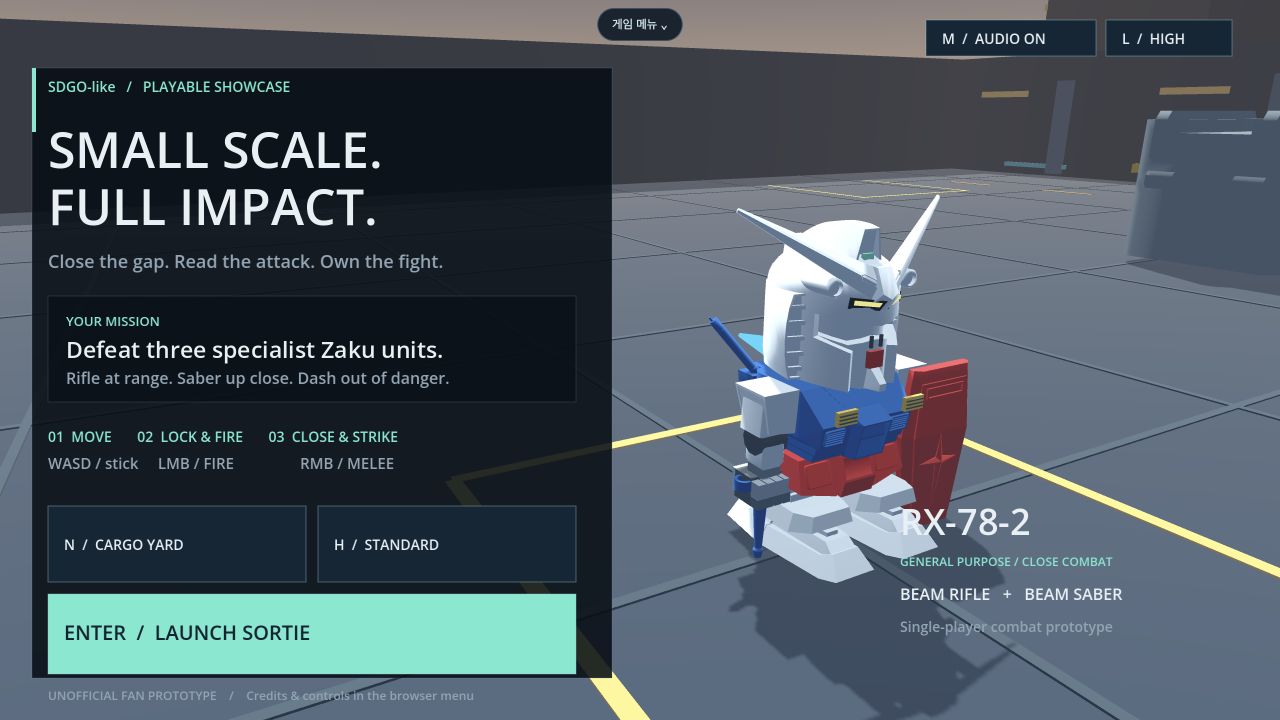 게임 메뉴 ⌄
M / AUDIO ON
L / HIGH
SDGO-like / PLAYABLE SHOWCASE
SMALL SCALE.
FULL IMPACT.
Close the gap. Read the attack. Own the fight.
YOUR MISSION
Defeat three specialist Zaku units.
Rifle at range. Saber up close. Dash out of danger.
01 MOVE 02 LOCK & FIRE 03 CLOSE & STRIKE
WASD / stick LMB / FIRE RMB / MELEE
N / CARGO YARD
H / STANDARD
ENTER / LAUNCH SORTIE
UNOFFICIAL FAN PROTOTYPE / Credits & controls in the browser menu
RX-78-2
GENERAL PURPOSE / CLOSE COMBAT
BEAM RIFLE + BEAM SABER
Single-player combat prototype